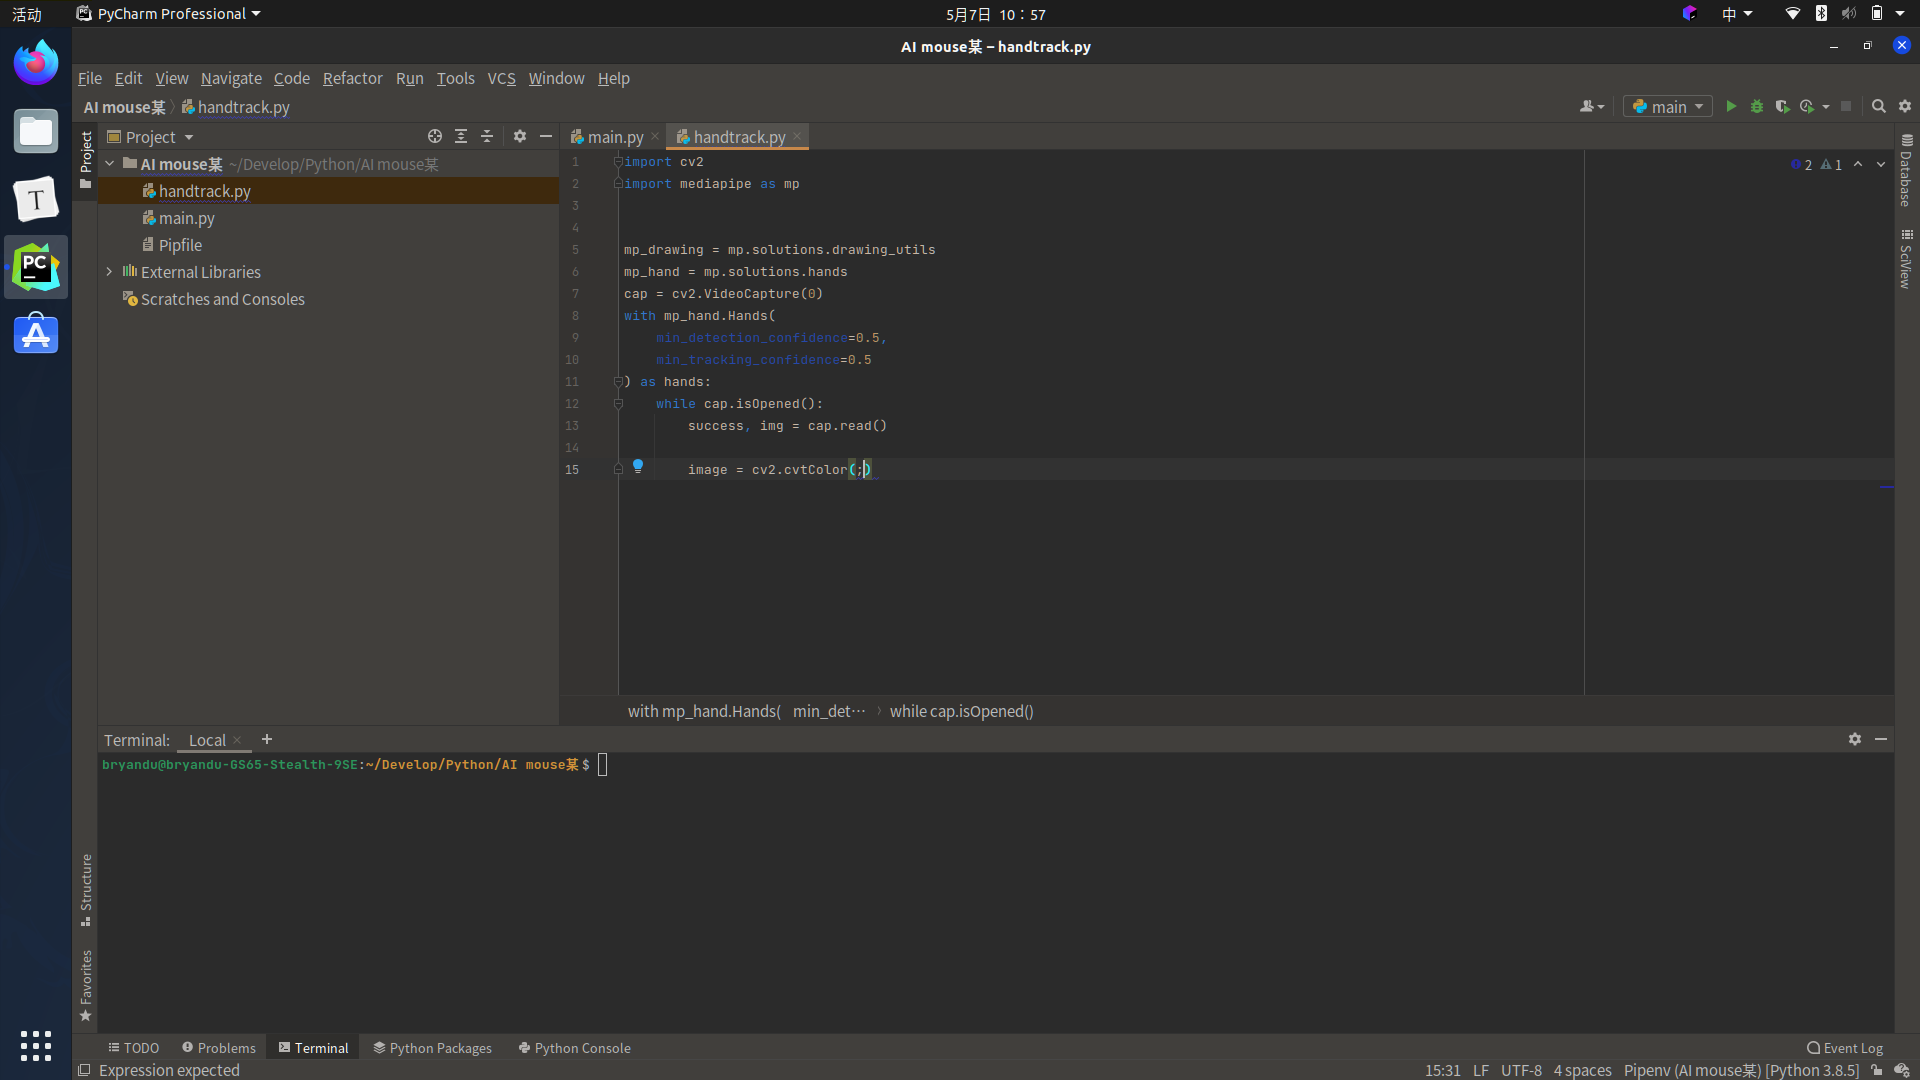 活动
PyCharm Professional
5月7日 10：57
中
AI mouse某 – handtrack.py
File Edit View Navigate Code Refactor Run Tools VCS Window Help
AI mouse某
handtrack.py
main
Project
Project
AI mouse某 ~/Develop/Python/AI mouse某
handtrack.py
main.py
Pipfile
External Libraries
Scratches and Consoles
T
PC
main.py
handtrack.py
1 import cv2
2 import mediapipe as mp
3
4
5 mp_drawing = mp.solutions.drawing_utils
6 mp_hand = mp.solutions.hands
7 cap = cv2.VideoCapture(0)
8 with mp_hand.Hands(
9 min_detection_confidence=0.5,
10 min_tracking_confidence=0.5
11 ) as hands:
12 while cap.isOpened():
13 success, img = cap.read()
14
15 image = cv2.cvtColor(;)
2 1
Database
SciView
with mp_hand.Hands( min_det… while cap.isOpened()
Terminal: Local
bryandu@bryandu-GS65-Stealth-9SE:~/Develop/Python/AI mouse某$
Structure
Favorites
TODO Problems Terminal Python Packages Python Console Event Log
Expression expected
15:31 LF UTF-8 4 spaces Pipenv (AI mouse某) [Python 3.8.5]